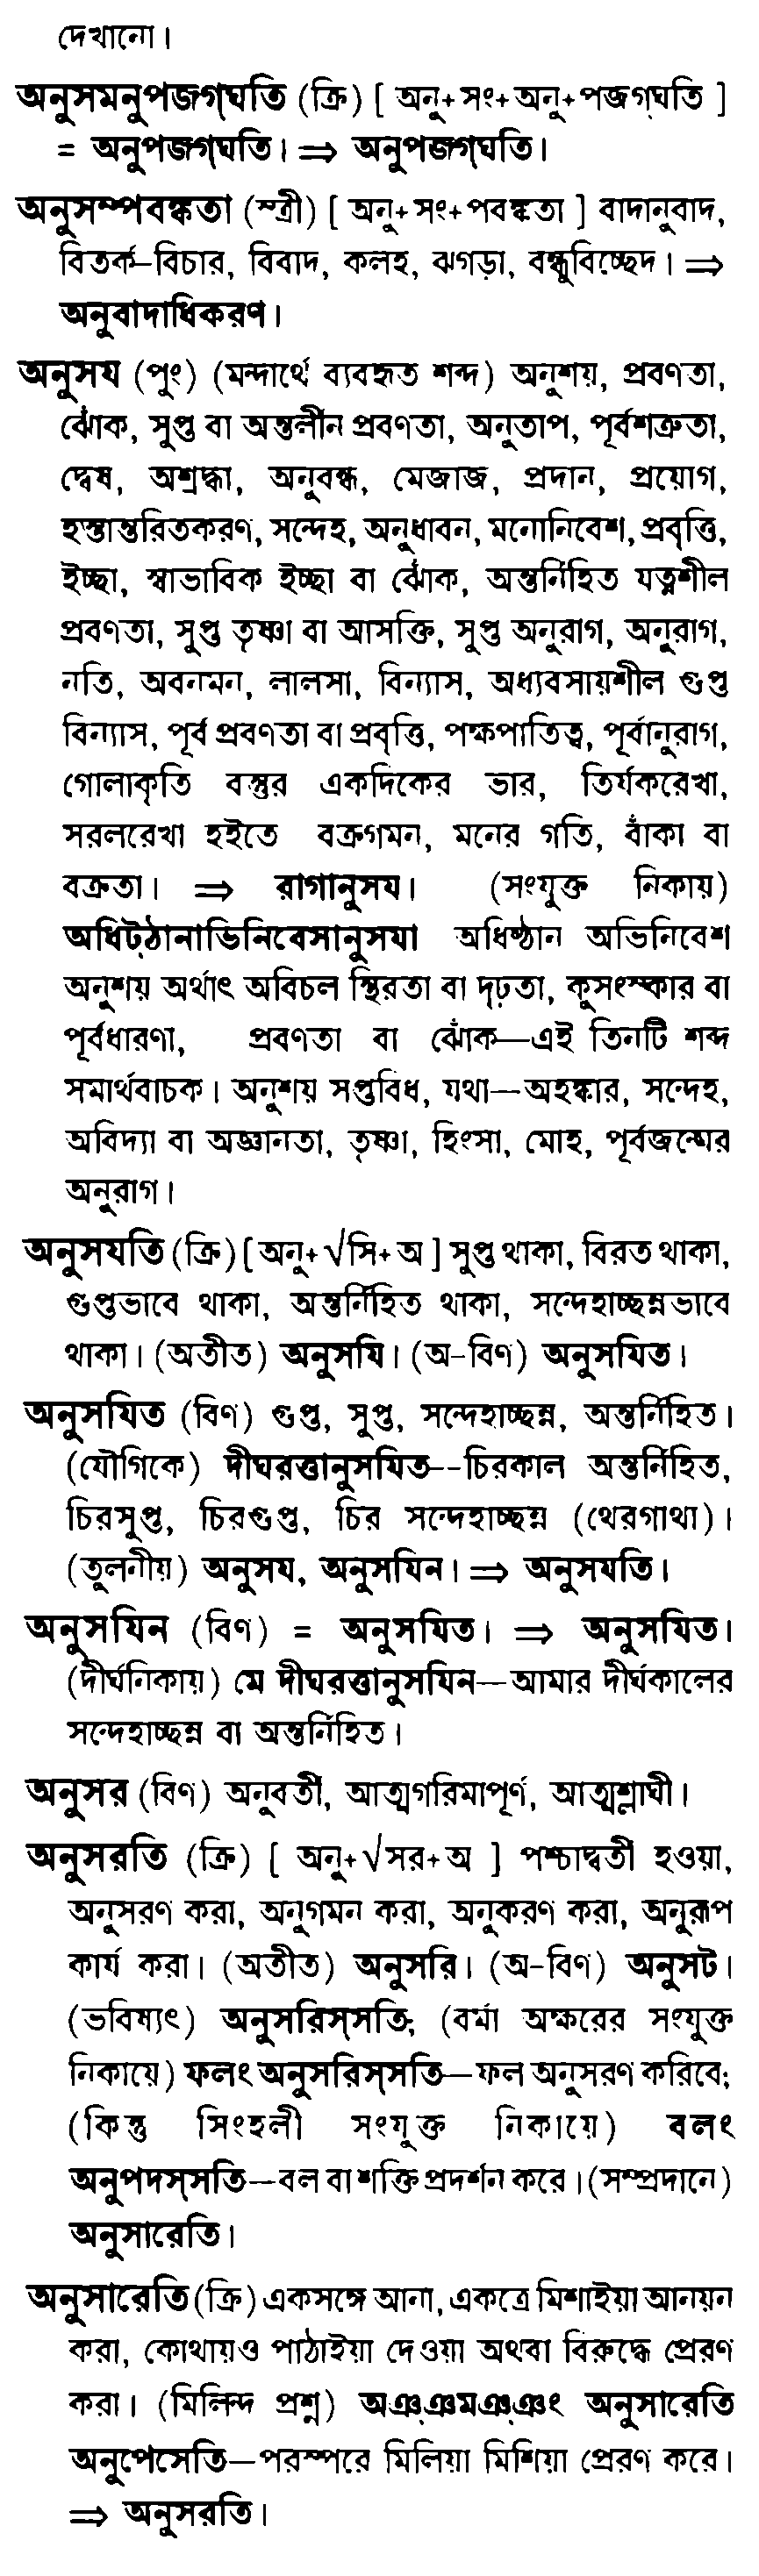 দেখানো।
অনুসমনুপজগ্ঘতি (ক্রি) [ অনু+সং+অনু+পজগ্ঘতি ]
= অনুপজগ্ঘতি। ⇒ অনুপজগ্ঘতি।
অনুসম্পবঙ্কতা (স্ত্রী) [ অনু+সং+পবঙ্কতা ] বাদানুবাদ,
বিতর্ক–বিচার, বিবাদ, কলহ, ঝগড়া, বন্ধুবিচ্ছেদ। ⇒
অনুবাদাধিকরণ।
অনুসয (পুং) (মন্দার্থে ব্যবহৃত শব্দ) অনুশয়, প্রবণতা,
ঝোঁক, সুপ্ত বা অন্তর্লীন প্রবণতা, অনুতাপ, পূর্বশত্রুতা,
দ্বেষ, অশ্রদ্ধা, অনুবন্ধ, মেজাজ, প্রদান, প্রয়োগ,
হস্তান্তরিতকরণ, সন্দেহ, অনুধাবন, মনোনিবেশ, প্রবৃত্তি,
ইচ্ছা, স্বাভাবিক ইচ্ছা বা ঝোঁক, অন্তর্নিহিত যত্নশীল
প্রবণতা, সুপ্ত তৃষ্ণা বা আসক্তি, সুপ্ত অনুরাগ, অনুরাগ,
নতি, অবনমন, লালসা, বিন্যাস, অধ্যবসায়শীল গুপ্ত
বিন্যাস, পূর্ব প্রবণতা বা প্রবৃত্তি, পক্ষপাতিত্ব, পূর্বানুরাগ,
গোলাকৃতি বস্তুর একদিকের ভার, তির্যকরেখা,
সরলরেখা হইতে বক্রগমন, মনের গতি, বাঁকা বা
বক্রতা। ⇒ রাগানুসয। (সংযুক্ত নিকায়)
অধিট্ঠানাভিনিবেসানুসযা অধিষ্ঠান অভিনিবেশ
অনুশয় অর্থাৎ অবিচল স্থিরতা বা দৃঢ়তা, কুসংস্কার বা
পূর্বধারণা, প্রবণতা বা ঝোঁক—এই তিনটি শব্দ
সমার্থবাচক। অনুশয় সপ্তবিধ, যথা—অহঙ্কার, সন্দেহ,
অবিদ্যা বা অজ্ঞানতা, তৃষ্ণা, হিংসা, মোহ, পূর্বজন্মের
অনুরাগ।
অনুসযতি (ক্রি) [ অনু+√সি+অ ] সুপ্ত থাকা, বিরত থাকা,
গুপ্তভাবে থাকা, অন্তর্নিহিত থাকা, সন্দেহাচ্ছন্নভাবে
থাকা। (অতীত) অনুসযি। (অ-বিণ) অনুসযিত।
অনুসযিত (বিণ) গুপ্ত, সুপ্ত, সন্দেহাচ্ছন্ন, অন্তর্নিহিত।
(যৌগিকে) দীঘরত্তানুসযিত--চিরকাল অন্তর্নিহিত,
চিরসুপ্ত, চিরগুপ্ত, চির সন্দেহাচ্ছন্ন (থেরগাথা)।
(তুলনীয়) অনুসয, অনুসযিন। ⇒ অনুসযতি।
অনুসযিন (বিণ) = অনুসযিত। ⇒ অনুসযিত।
(দীর্ঘনিকায়) মে দীঘরত্তানুসযিন—আমার দীর্ঘকালের
সন্দেহাচ্ছন্ন বা অন্তর্নিহিত।
অনুসর (বিণ) অনুবর্তী, আত্মগরিমাপূর্ণ, আত্মশ্লাঘী।
অনুসরতি (ক্রি) [ অনু+√সর+অ ] পশ্চাদ্বর্তী হওয়া,
অনুসরণ করা, অনুগমন করা, অনুকরণ করা, অনুরূপ
কার্য করা। (অতীত) অনুসরি। (অ-বিণ) অনুসট।
(ভবিষ্যৎ) অনুসরিস্সতি; (বর্মা অক্ষরের সংযুক্ত
নিকায়ে) ফলং অনুসরিস্সতি—ফল অনুসরণ করিবে;
(কিন্তু সিংহলী সংযুক্ত নিকায়ে) বলং
অনুপদস্সতি—বল বা শক্তি প্রদর্শন করে। (সম্প্রদানে)
অনুসারেতি।
অনুসারেতি (ক্রি) একসঙ্গে আনা, একত্রে মিশাইয়া আনয়ন
করা, কোথায়ও পাঠাইয়া দেওয়া অথবা বিরুদ্ধে প্রেরণ
করা। (মিলিন্দ প্রশ্ন) অঞ্ঞমঞ্ঞং অনুসারেতি
অনুপেসেতি—পরস্পরে মিলিয়া মিশিয়া প্রেরণ করে।
⇒ অনুসরতি।